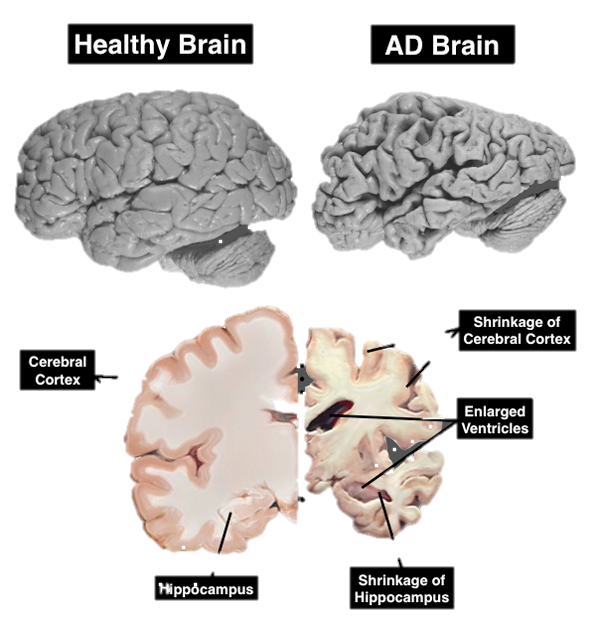 Healthy Brain
AD Brain
Shrinkage of
Cerebral Cortex
Cerebral
Cortex
Enlarged
Ventricles
Hippocampus
Shrinkage of
Hippocampus